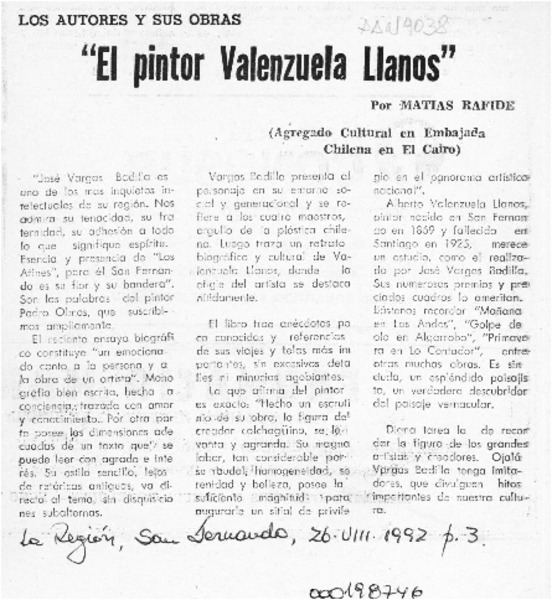 LOS AUTORES Y SUS OBRAS
"El pintor Valenzuela Llanos"
Por MATIAS RAFIDE
(Agregado Cultural en Embajada
Chilena en El Cairo)
"José Vargas Badilla es
uno de los mas inquietos in-
telectuales de su región. Nos
admira su tenacidad, su fra
ternidad, su adhesión a todo
lo que signifique espíritu.
Esencia y presencia de "Los
Afines", para él San Fernan-
do es su flor y su bandera".
Son las palabras del pintor
Pedro Olmos, que suscribi-
mos ampliamente.
El reciente ensayo biográfi
co constituye "un emociona-
do canto a la persona y a
la obra de un artista". Mono
grafía bien escrita, hecha a
conciencia, trazada con amor
y conocimiento. Por otra par
te posee las dimensiones ade
cuadas de un texto que se
puede leer con agrado e inte
rés. Su estilo sencillo, lejos
de retóricas antiguas, va di-
recto al tema, sin disquisicio
nes subalternas.
Vargas Badilla presenta al
personaje en su entorno so-
cial y generacional y se re-
fiere a los cuatro maestros,
orgullo de la plástica chile-
na. Luego traza un retrato
biográfico y cultural de Va-
lenzuela Llanos, donde la
efigie del artista se destaca
nítidamente.
El libro trae anécdotas po
co conocidas y referencias
de sus viajes y telas más im
portantes, sin excesivos deta
lles ni minucias agobiantes.
Lo que afirma del pintor
es exacto: "Hecho un escruti
nio de su obra, la figura del
creador colchagüino, se le-
vanta y agranda. Su magna
labor, tan considerable por
su caudal, homogeneidad, se
renidad y belleza, posee la
suficiente magnitud para
augurarle un sitial de privile
gio en el panorama artístico
nacional".
Alberto Valenzuela Llanos,
pintor nacido en San Fernan
do en 1869 y fallecido en
Santiago en 1925, merece
un estudio, como el realiza-
do por José Vargas Badilla.
Sus numerosos premios y pre
ciados cuadros lo ameritan.
Bástenos recordar "Mañana
en Los Andes", "Golpe de
ola en Algarrobo", "Primave
ra en Lo Contador", entre
otras muchas obras. Es sin
duda, un espléndido paisajis
ta, un verdadero descubridor
del paisaje vernacular.
Digna tarea la de recor
dar la figura de los grandes
artistas y creadores. Ojalá
Vargas Badilla tenga imita-
dores, que divulguen hitos
importantes de nuestra cultu-
ra.
La Región, San Fernando, 26-VIII-1992 p. 3.
000198746